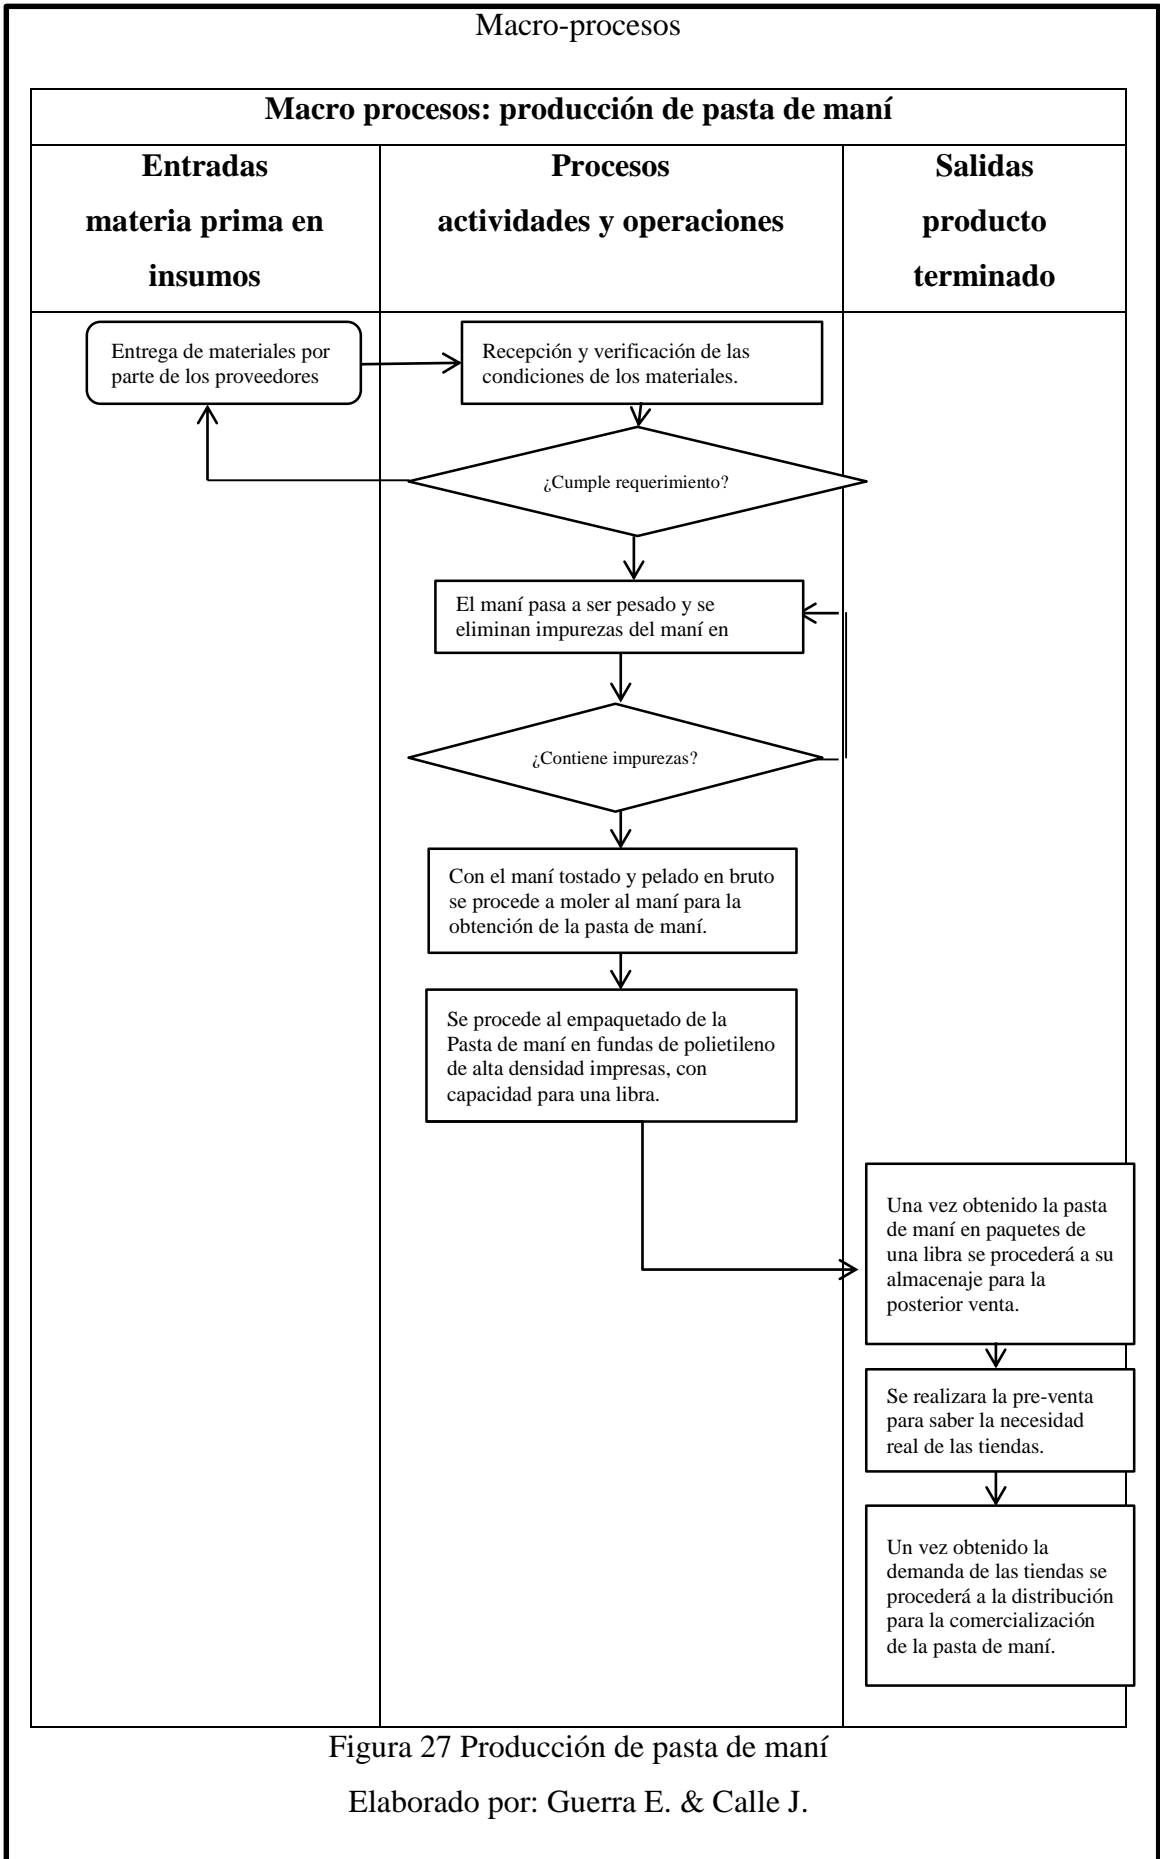 Macro-procesos
Macro procesos: producción de pasta de maní
Entradas
materia prima en
insumos
Procesos
actividades y operaciones
Salidas
producto
terminado
Entrega de materiales por
parte de los proveedores
Recepción y verificación de las
condiciones de los materiales.
¿Cumple requerimiento?
El maní pasa a ser pesado y se
eliminan impurezas del maní en
¿Contiene impurezas?
Con el maní tostado y pelado en bruto
se procede a moler al maní para la
obtención de la pasta de maní.
Se procede al empaquetado de la
Pasta de maní en fundas de polietileno
de alta densidad impresas, con
capacidad para una libra.
Una vez obtenido la pasta
de maní en paquetes de
una libra se procederá a su
almacenaje para la
posterior venta.
Se realizara la pre-venta
para saber la necesidad
real de las tiendas.
Un vez obtenido la
demanda de las tiendas se
procederá a la distribución
para la comercialización
de la pasta de maní.
Figura 27 Producción de pasta de maní
Elaborado por: Guerra E. & Calle J.